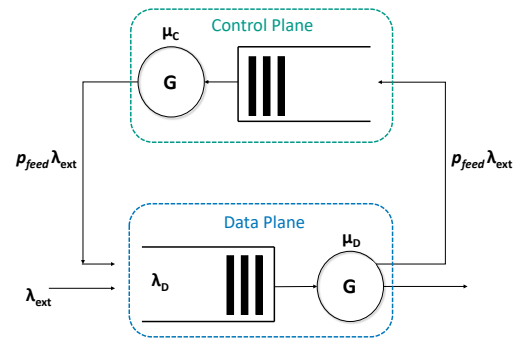 Control Plane
μC
G
pfeed λext
pfeed λext
Data Plane
μD
λD
G
λext